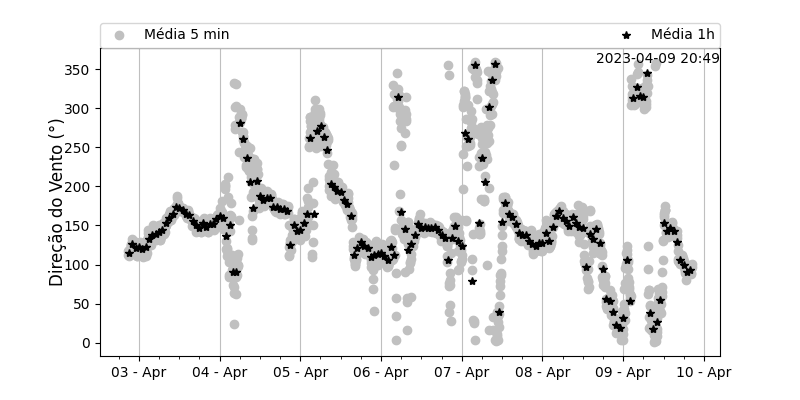 Média 5 min
Média 1h
2023-04-09 20:49
Direção do Vento (°)
350
300
250
200
150
100
50
0
03 - Apr
04 - Apr
05 - Apr
06 - Apr
07 - Apr
08 - Apr
09 - Apr
10 - Apr